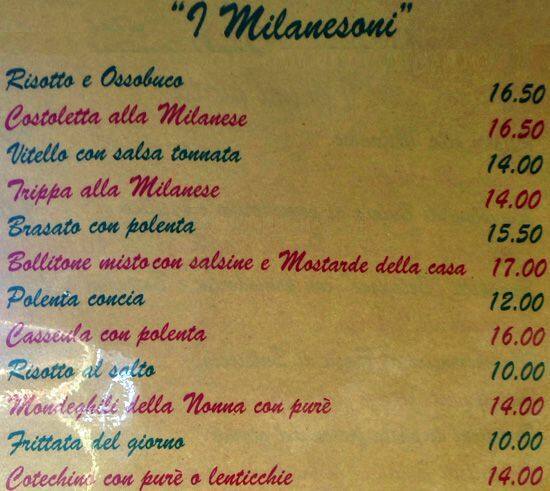 "I Milanesoni"
Risotto e Ossobuco 16.50
Costoletta alla Milanese 16.50
Vitello con salsa tonnata 14.00
Trippa alla Milanese 14.00
Brasato con polenta 15.50
Bollitone misto con salsine e Mostarde della casa 17.00
Polenta concia 12.00
Casseula con polenta 16.00
Risotto al salto 10.00
Mondeghili della Nonna con purè 14.00
Frittata del giorno 10.00
Cotechino con purè o lenticchie 14.00